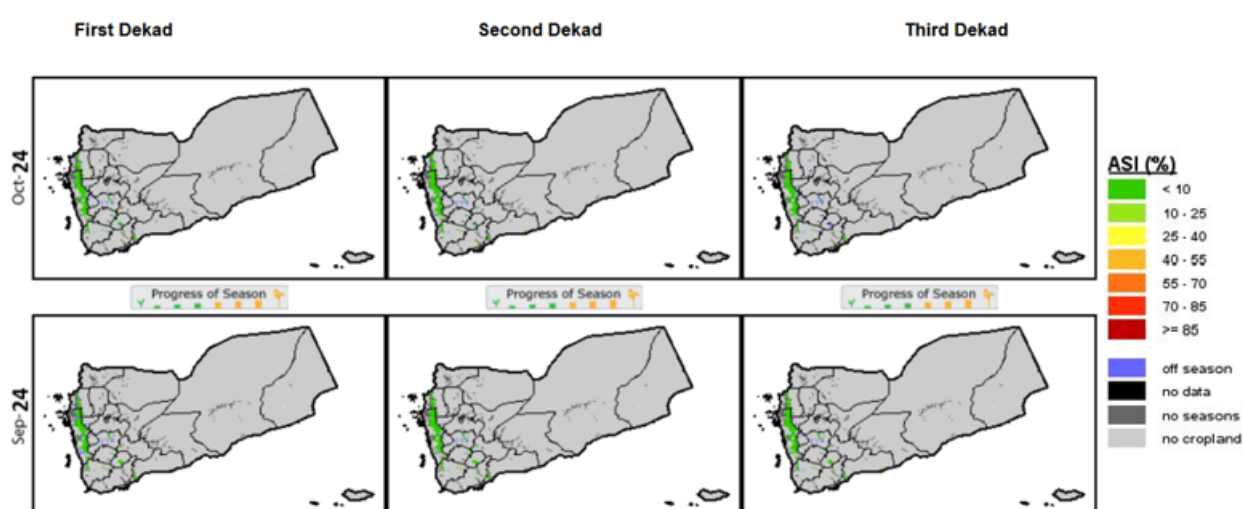 First Dekad
Second Dekad
Third Dekad
Oct-24
ASI (%)
< 10
10 - 25
25 - 40
40 - 55
55 - 70
70 - 85
>= 85
Progress of Season
Progress of Season
Progress of Season
Sep-24
off season
no data
no seasons
no cropland